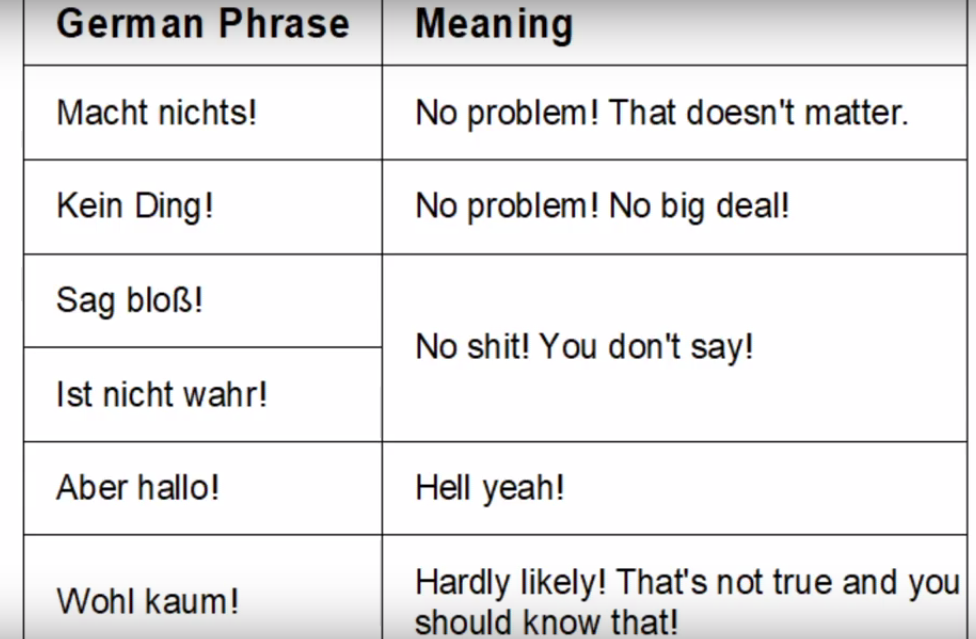 German Phrase Meaning
Macht nichts! No problem! That doesn't matter.
Kein Ding! No problem! No big deal!
Sag bloß!
No shit! You don't say!
Ist nicht wahr!
Aber hallo! Hell yeah!
Wohl kaum! Hardly likely! That's not true and you
should know that!